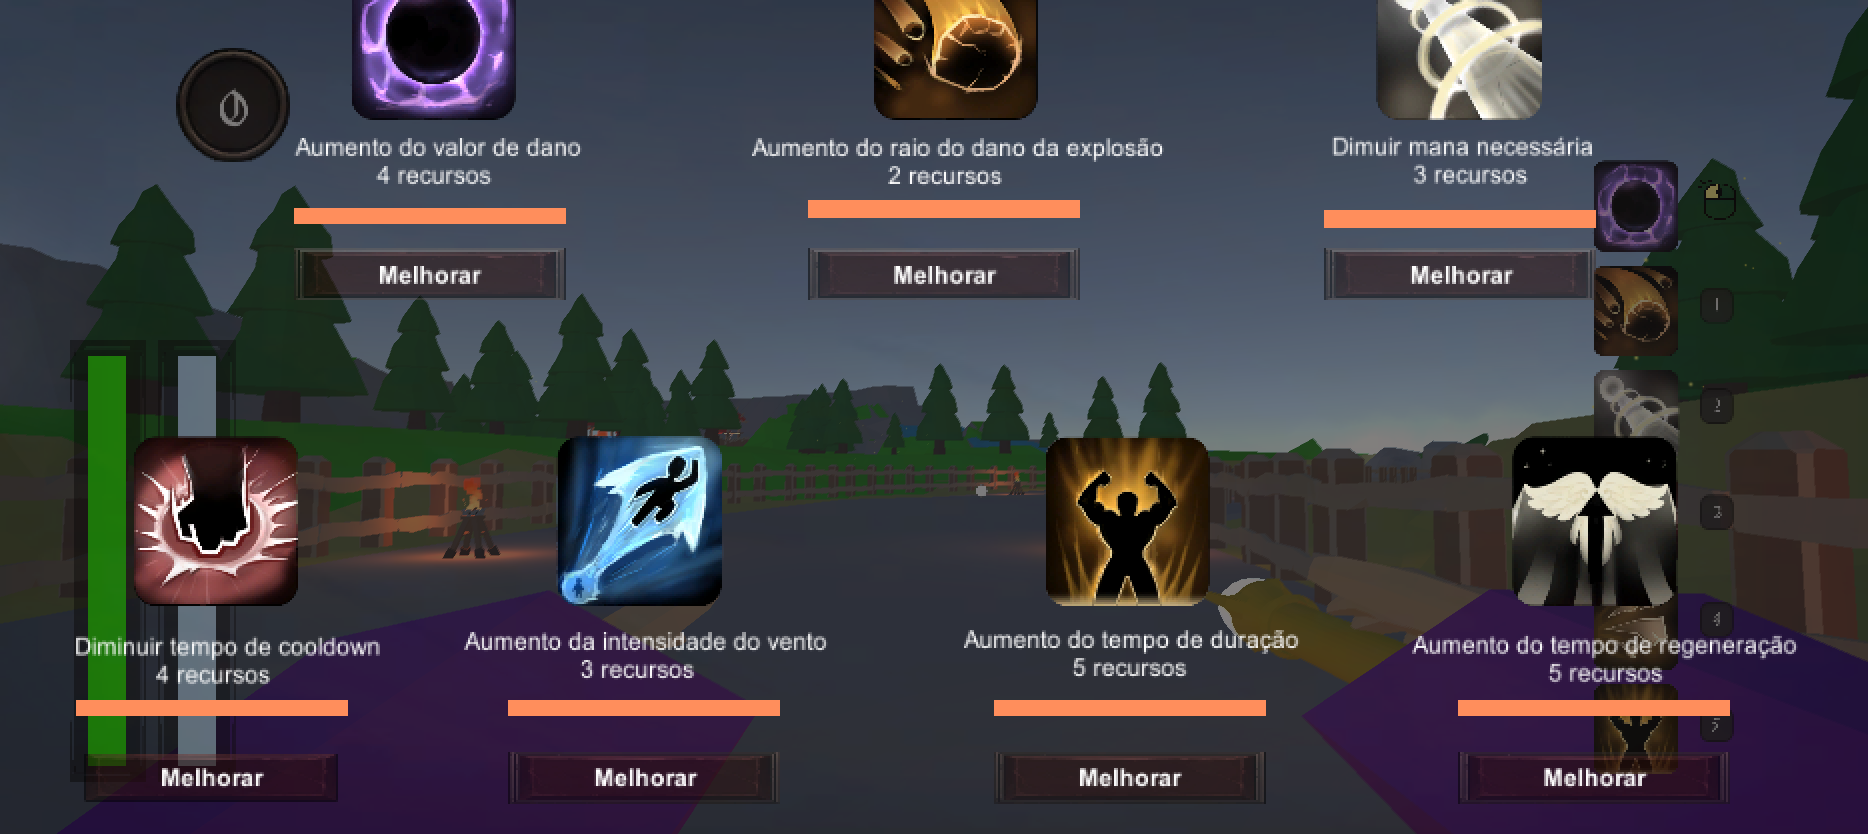 Aumento do valor de dano
4 recursos
Melhorar
Aumento do raio do dano da explosão
2 recursos
Melhorar
Dimuir mana necessária
3 recursos
Melhorar
1
2
3
4
5
Diminuir tempo de cooldown
4 recursos
Melhorar
Aumento da intensidade do vento
3 recursos
Melhorar
Aumento do tempo de duração
5 recursos
Melhorar
Aumento do tempo de regeneração
5 recursos
Melhorar